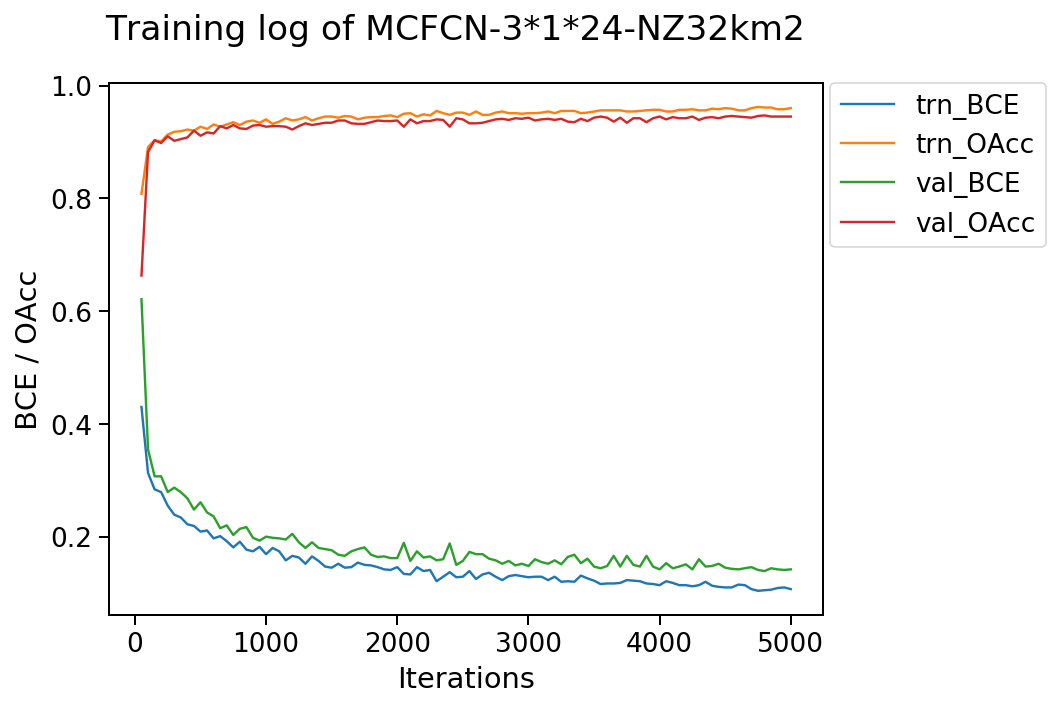 Training log of MCFCN-3*1*24-NZ32km2
1.0
0.8
0.6
0.4
0.2
BCE / OAcc
0
1000
2000
3000
4000
5000
Iterations
trn_BCE
trn_OAcc
val_BCE
val_OAcc